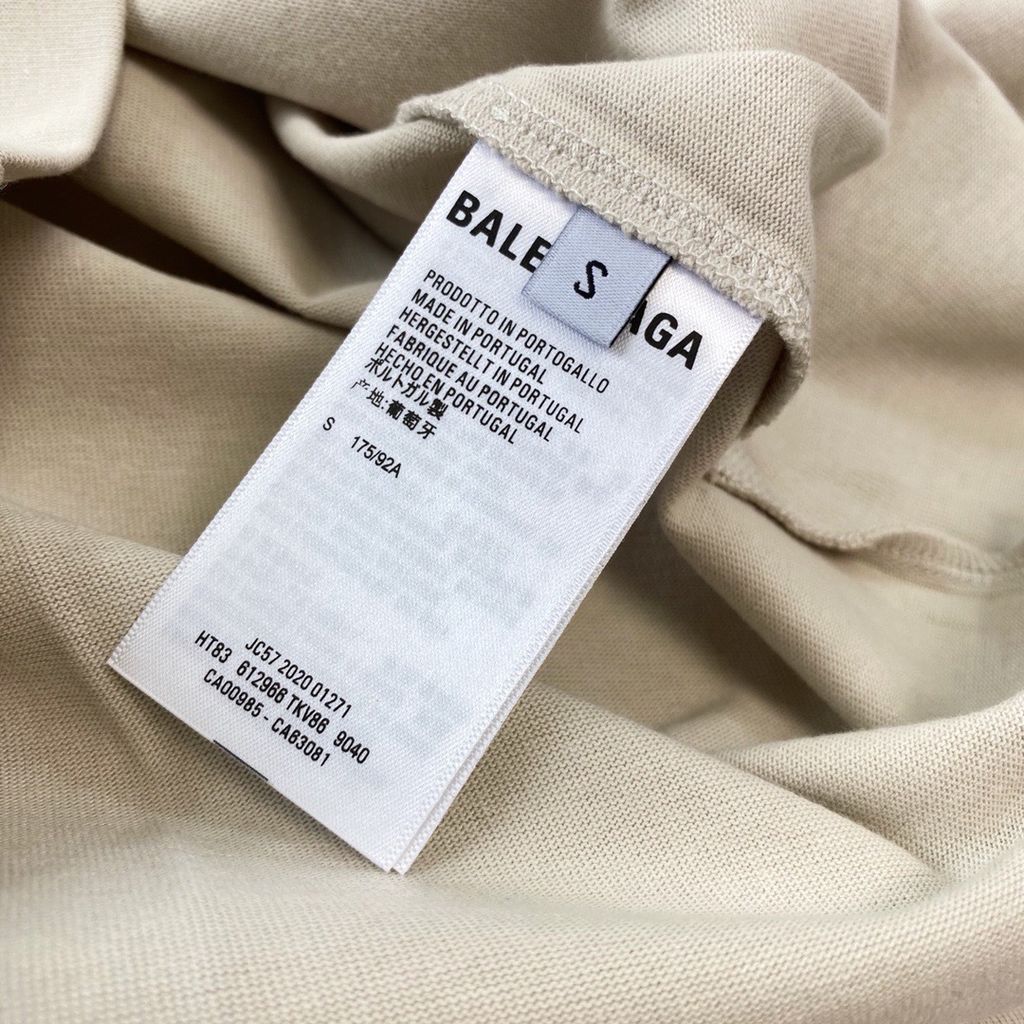 BALE AGA
S
PRODOTTO IN PORTOGALLO
MADE IN PORTUGAL
HERGESTELLT IN PORTUGAL
FABRIQUE AU PORTUGAL
HECHO EN PORTUGAL
ポルトガル製
产地:葡萄牙
S 175/92A
JC57 2020 01271
HT83 612966 TKV86 9040
CA00985 - CA63081